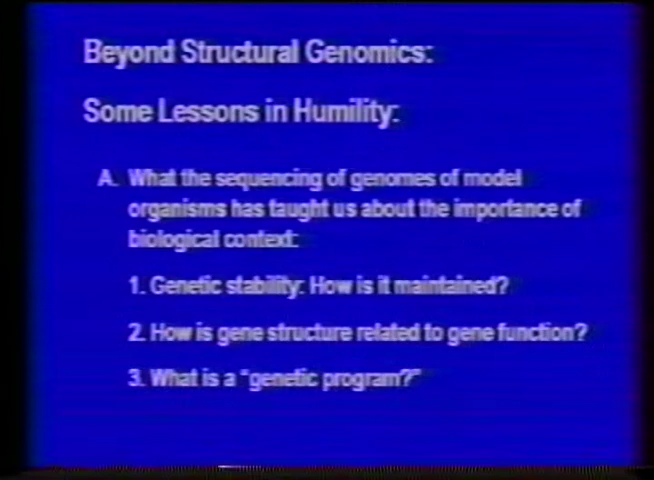 Beyond Structural Genomics:
Some Lessons in Humility:
A. What the sequencing of genomes of model
organisms has taught us about the importance of
biological context:
1. Genetic stability: How is it maintained?
2. How is gene structure related to gene function?
3. What is a "genetic program?"